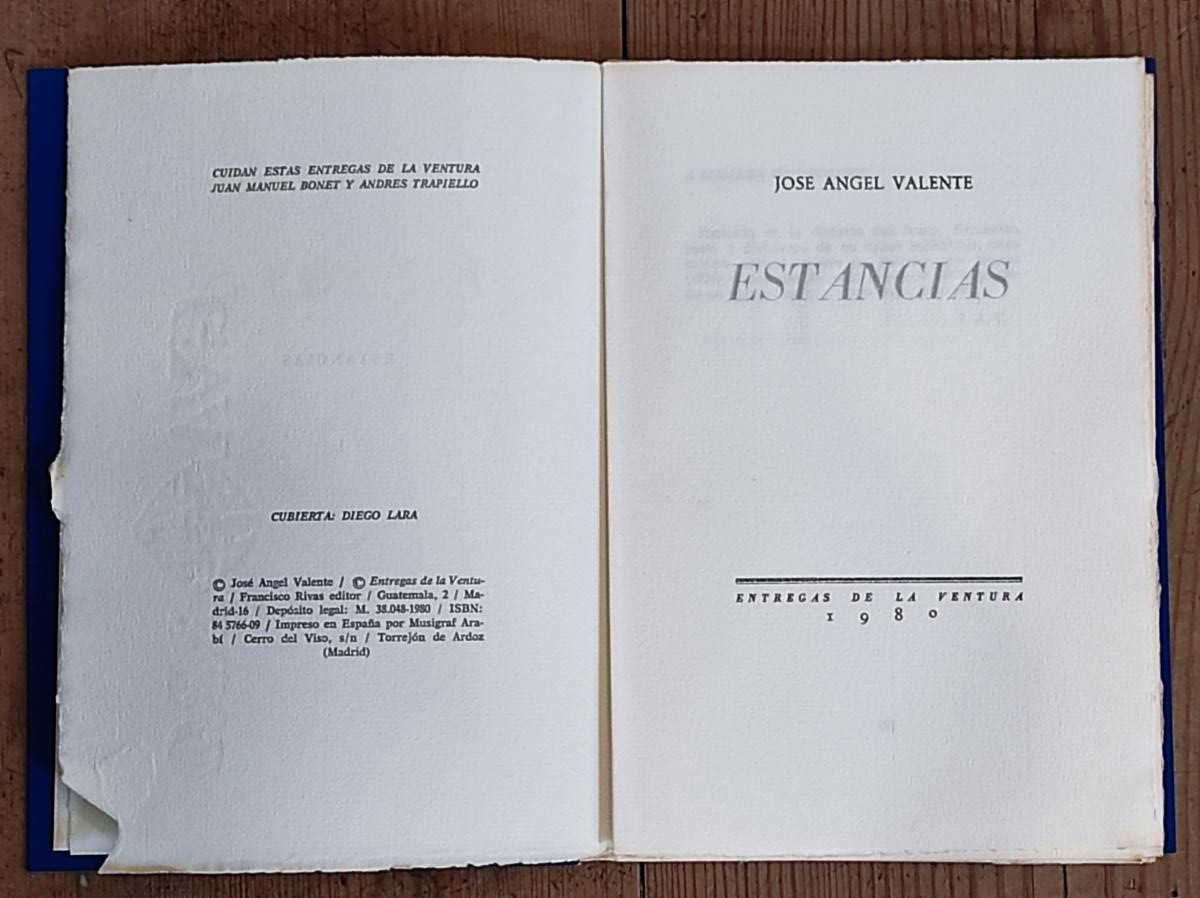 CUIDAN ESTAS ENTREGAS DE LA VENTURA
JUAN MANUEL BONET Y ANDRES TRAPIELLO
CUBIERTA: DIEGO LARA
© José Angel Valente / © Entregas de la Ventu-
ra / Francisco Rivas editor / Guatemala, 2 / Ma-
drid-16 / Depósito legal: M. 38.048-1980 / ISBN:
84 5766-09 / Impreso en España por Musigraf Ara-
bí / Cerro del Viso, s/n / Torrejón de Ardoz
(Madrid)
JOSE ANGEL VALENTE
ESTANCIAS
ENTREGAS DE LA VENTURA
1980